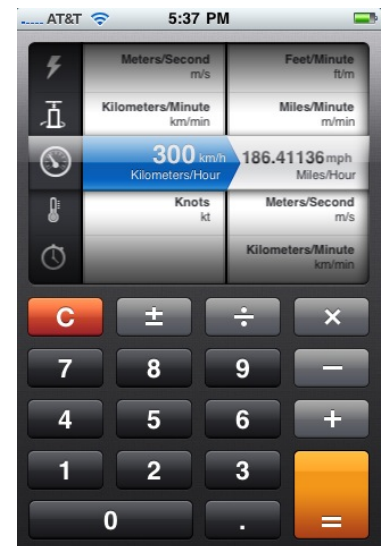 AT&T 5:37 PM
Meters/Second Feet/Minute
m/s ft/m
Kilometers/Minute Miles/Minute
km/min m/min
300 km/h 186.41136 mph
Kilometers/Hour Miles/Hour
Knots Meters/Second
kt m/s
Kilometers/Minute
km/min
C ± ÷ ×
7 8 9 −
4 5 6 +
1 2 3
0 . =